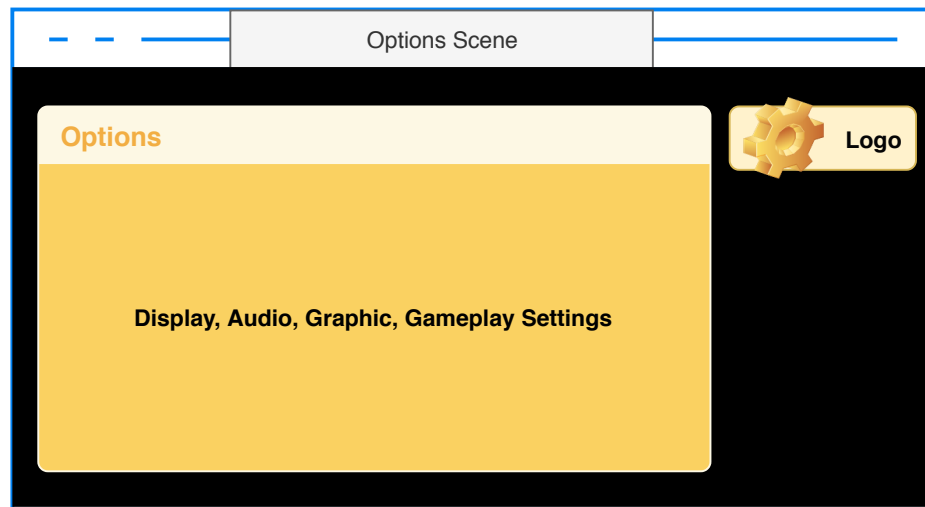 Options Scene
Options
Logo
Display, Audio, Graphic, Gameplay Settings